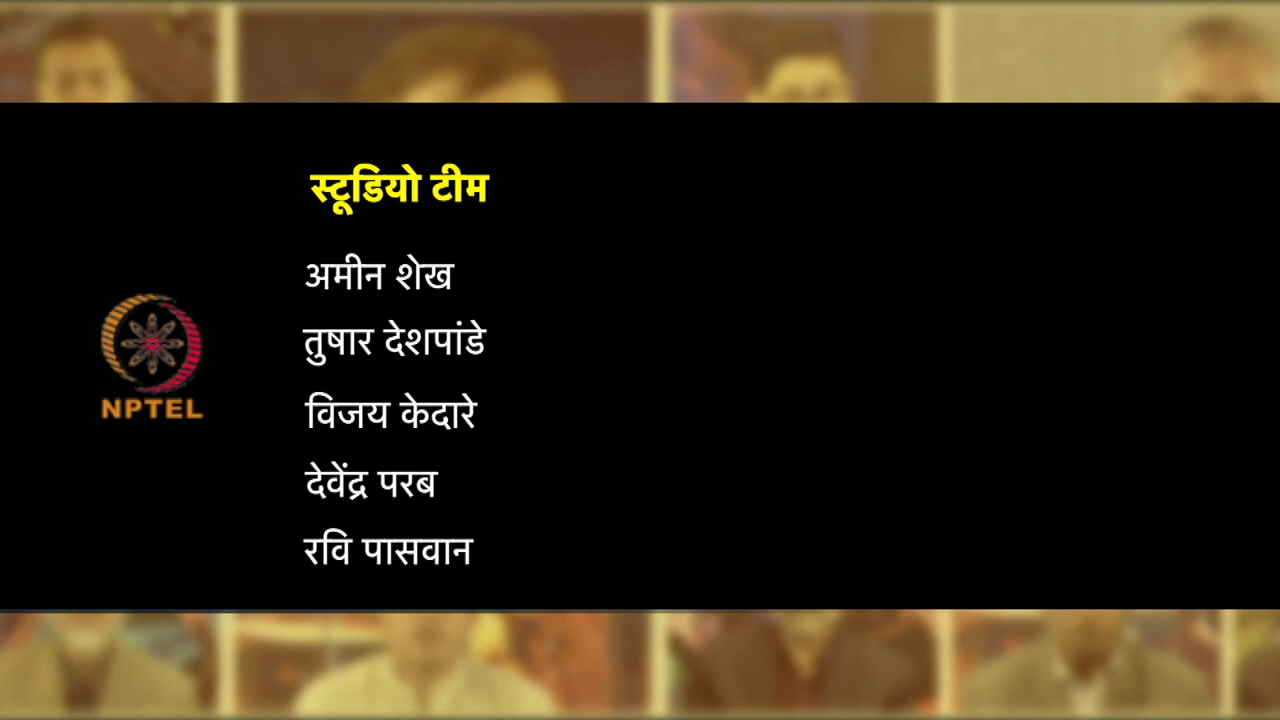 स्टूडियो टीम
अमीन शेख
तुषार देशपांडे
विजय केदारे
देवेंद्र परब
रवि पासवान
NPTEL